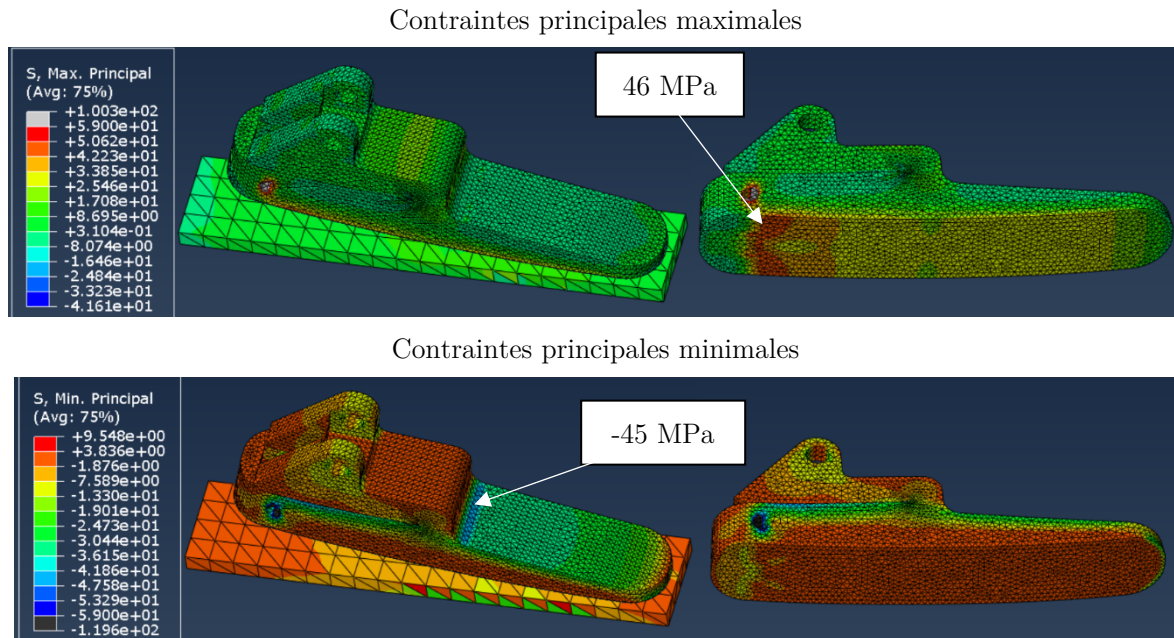 Contraintes principales maximales
S, Max. Principal
(Avg: 75%)
+1.003e+02
+5.900e+01
+5.062e+01
+4.223e+01
+3.385e+01
+2.546e+01
+1.708e+01
+8.695e+00
+3.104e-01
-8.074e+00
-1.646e+01
-2.484e+01
-3.323e+01
-4.161e+01
46 MPa
Contraintes principales minimales
S, Min. Principal
(Avg: 75%)
+9.548e+00
+3.836e+00
-1.876e+00
-7.589e+00
-1.330e+01
-1.901e+01
-2.473e+01
-3.044e+01
-3.615e+01
-4.186e+01
-4.758e+01
-5.329e+01
-5.900e+01
-1.196e+02
-45 MPa